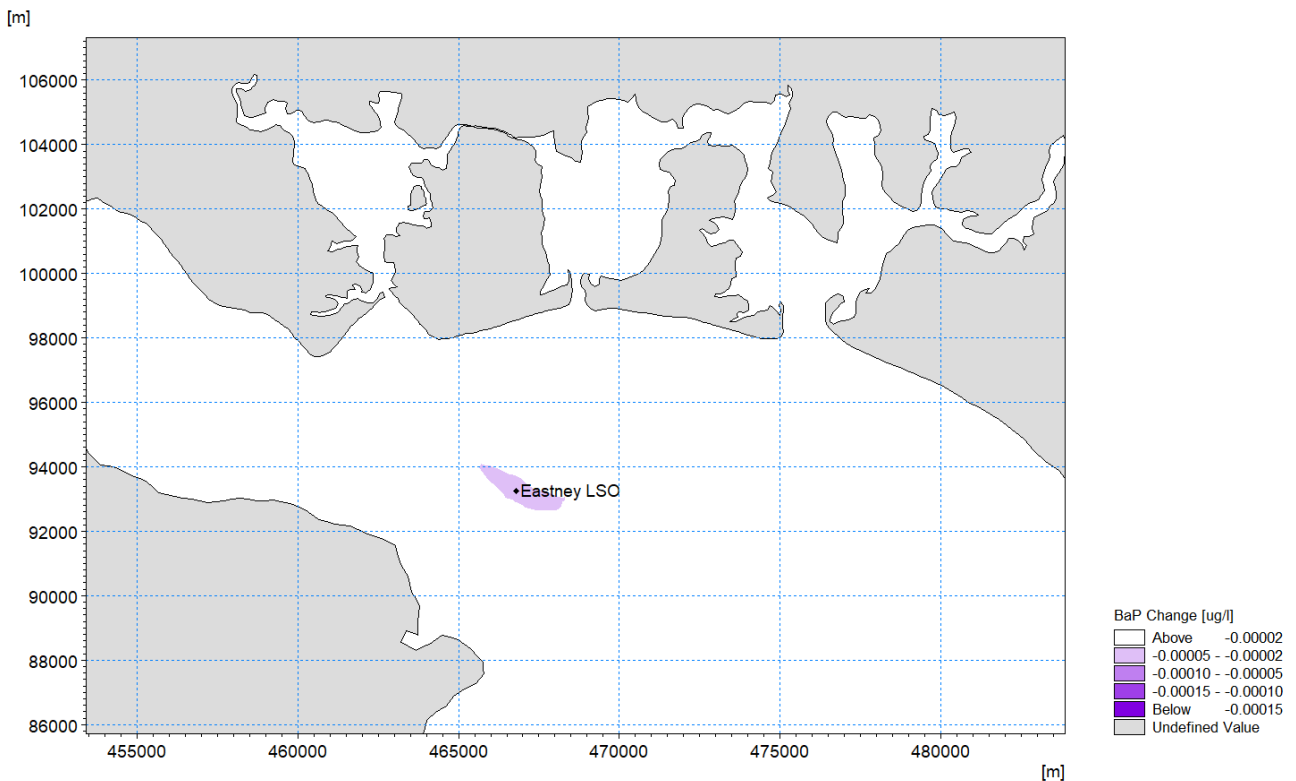 [m]
106000
104000
102000
100000
98000
96000
94000
92000
90000
88000
86000
Eastney LSO
455000 460000 465000 470000 475000 480000
[m]
BaP Change [ug/l]
Above -0.00002
-0.00005 - -0.00002
-0.00010 - -0.00005
-0.00015 - -0.00010
Below -0.00015
Undefined Value